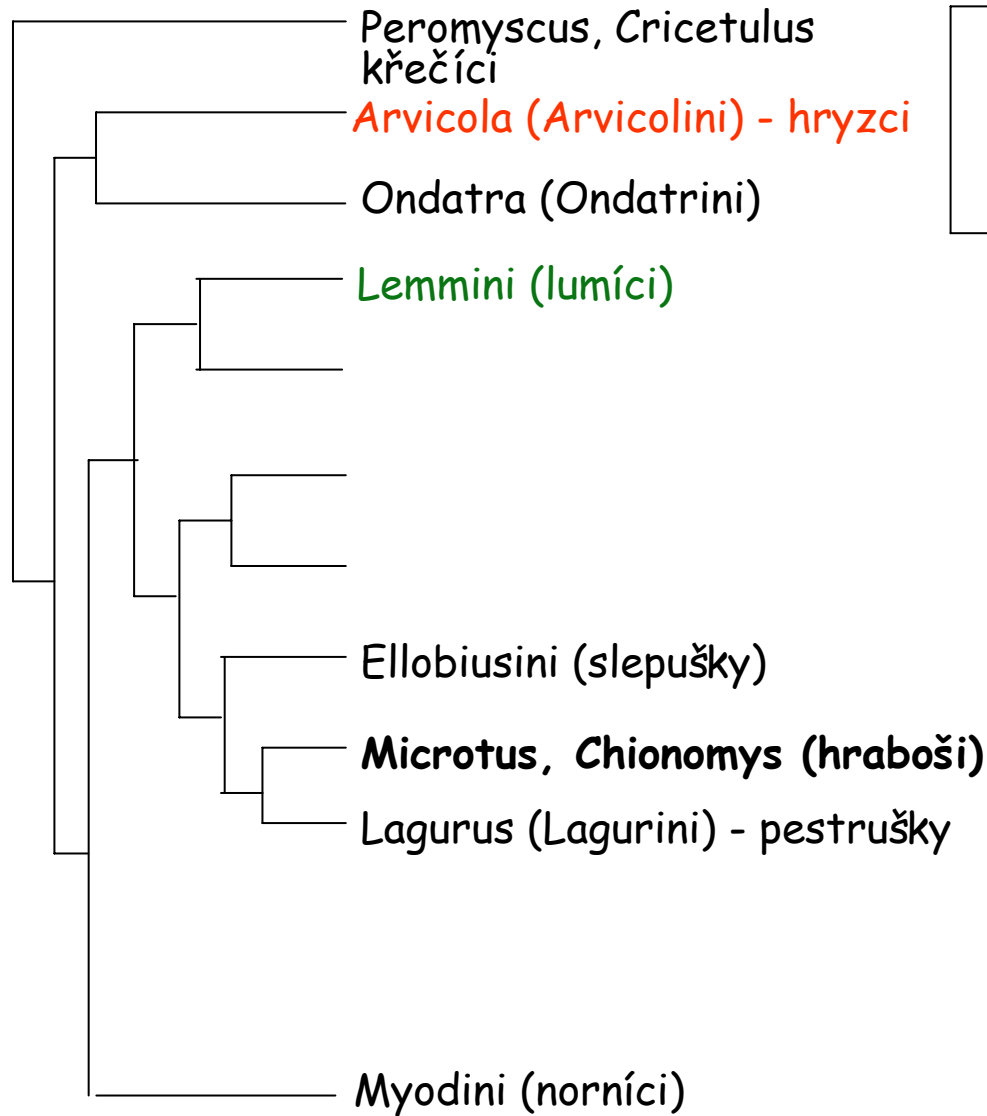 Peromyscus, Cricetulus
křečíci
Arvicola (Arvicolini) - hryzci
Ondatra (Ondatrini)
Lemmini (lumíci)
Ellobiusini (slepušky)
Microtus, Chionomys (hraboši)
Lagurus (Lagurini) - pestrušky
Myodini (norníci)